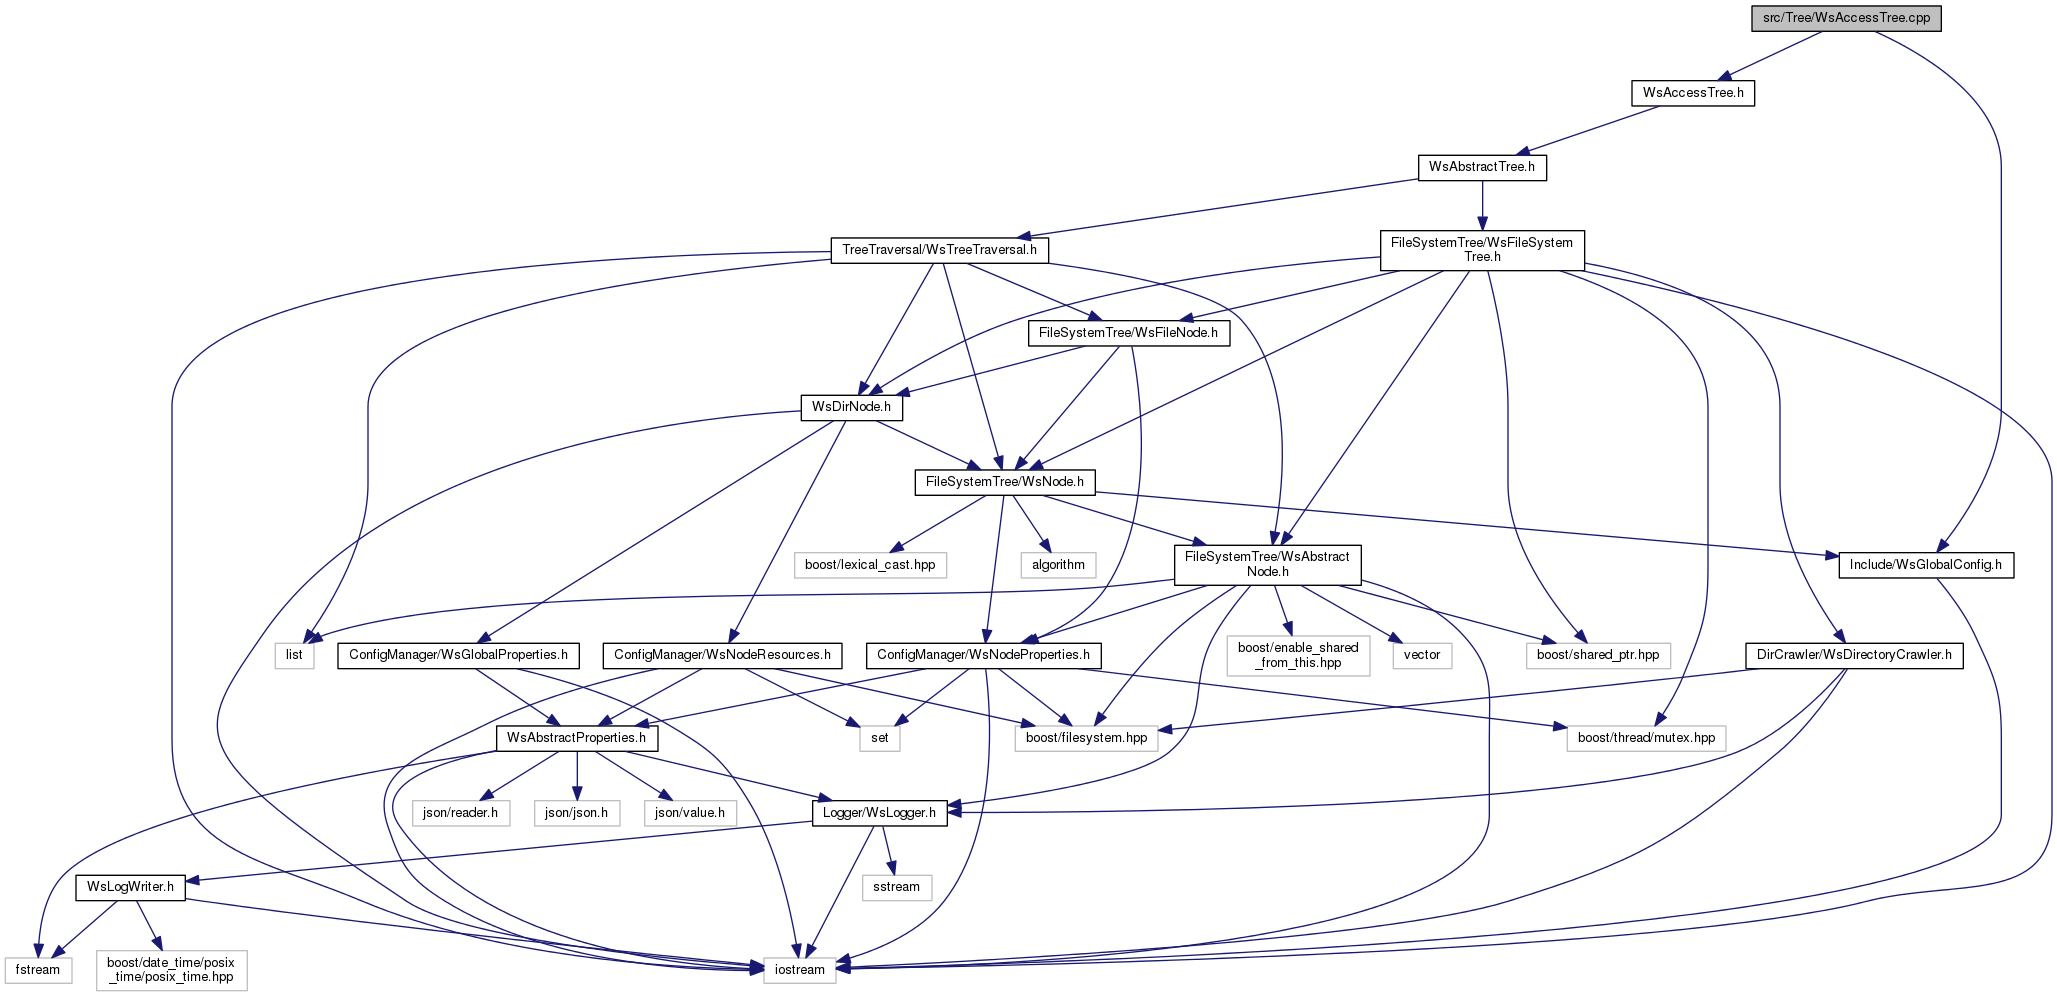 src/Tree/WsAccessTree.cpp
WsAccessTree.h
WsAbstractTree.h
TreeTraversal/WsTreeTraversal.h
FileSystemTree/WsFileSystem
Tree.h
FileSystemTree/WsFileNode.h
WsDirNode.h
FileSystemTree/WsNode.h
boost/lexical_cast.hpp
algorithm
FileSystemTree/WsAbstract
Node.h
Include/WsGlobalConfig.h
list
ConfigManager/WsGlobalProperties.h
ConfigManager/WsNodeResources.h
ConfigManager/WsNodeProperties.h
boost/enable_shared
_from_this.hpp
vector
boost/shared_ptr.hpp
DirCrawler/WsDirectoryCrawler.h
WsAbstractProperties.h
set
boost/filesystem.hpp
boost/thread/mutex.hpp
json/reader.h
json/json.h
json/value.h
Logger/WsLogger.h
WsLogWriter.h
sstream
fstream
boost/date_time/posix
_time/posix_time.hpp
iostream